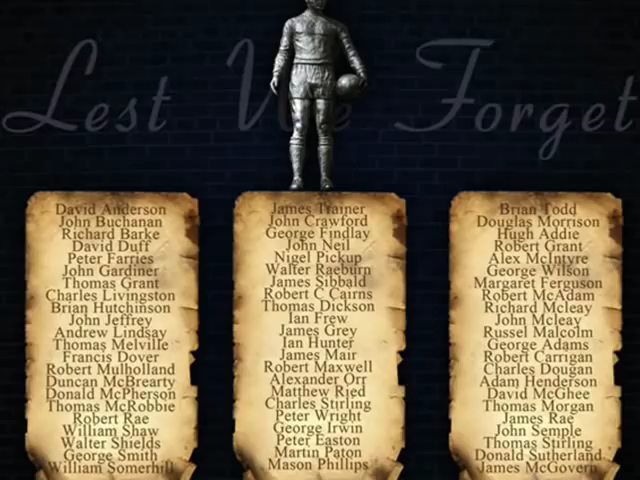 Lest We Forget
David Anderson
John Buchanan
Richard Barke
David Duff
Peter Farries
John Gardiner
Thomas Grant
Charles Livingston
Brian Hutchinson
John Jeffrey
Andrew Lindsay
Thomas Melville
Francis Dover
Robert Mulholland
Duncan McBrearty
Donald McPherson
Thomas McRobbie
Robert Rae
William Shaw
Walter Shields
George Smith
William Somerhill
James Trainer
John Crawford
George Findlay
John Neil
Nigel Pickup
Walter Raeburn
James Sibbald
Robert C Cairns
Thomas Dickson
Ian Frew
James Grey
Ian Hunter
James Mair
Robert Maxwell
Alexander Orr
Matthew Ried
Charles Stirling
Peter Wright
George Irwin
Peter Easton
Martin Paton
Mason Phillips
Brian Todd
Douglas Morrison
Hugh Addie
Robert Grant
Alex McIntyre
George Wilson
Margaret Ferguson
Robert McAdam
Richard Mcleay
John Mcleay
Russel Malcolm
George Adams
Robert Carrigan
Charles Dougan
Adam Henderson
David McGhee
Thomas Morgan
James Rae
John Semple
Thomas Stirling
Donald Sutherland
James McGovern